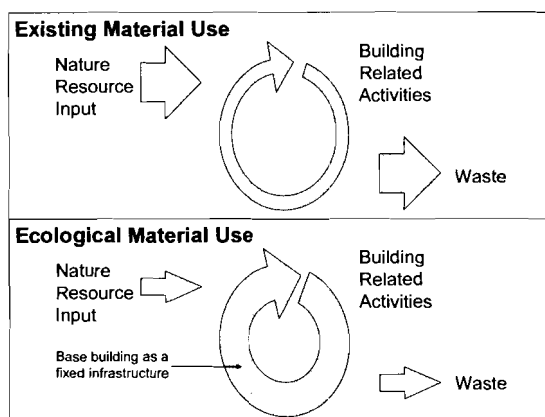 Existing Material Use
Nature
Resource
Input
Building
Related
Activities
Waste
Ecological Material Use
Nature
Resource
Input
Building
Related
Activities
Base building as a
fixed infrastructure
Waste